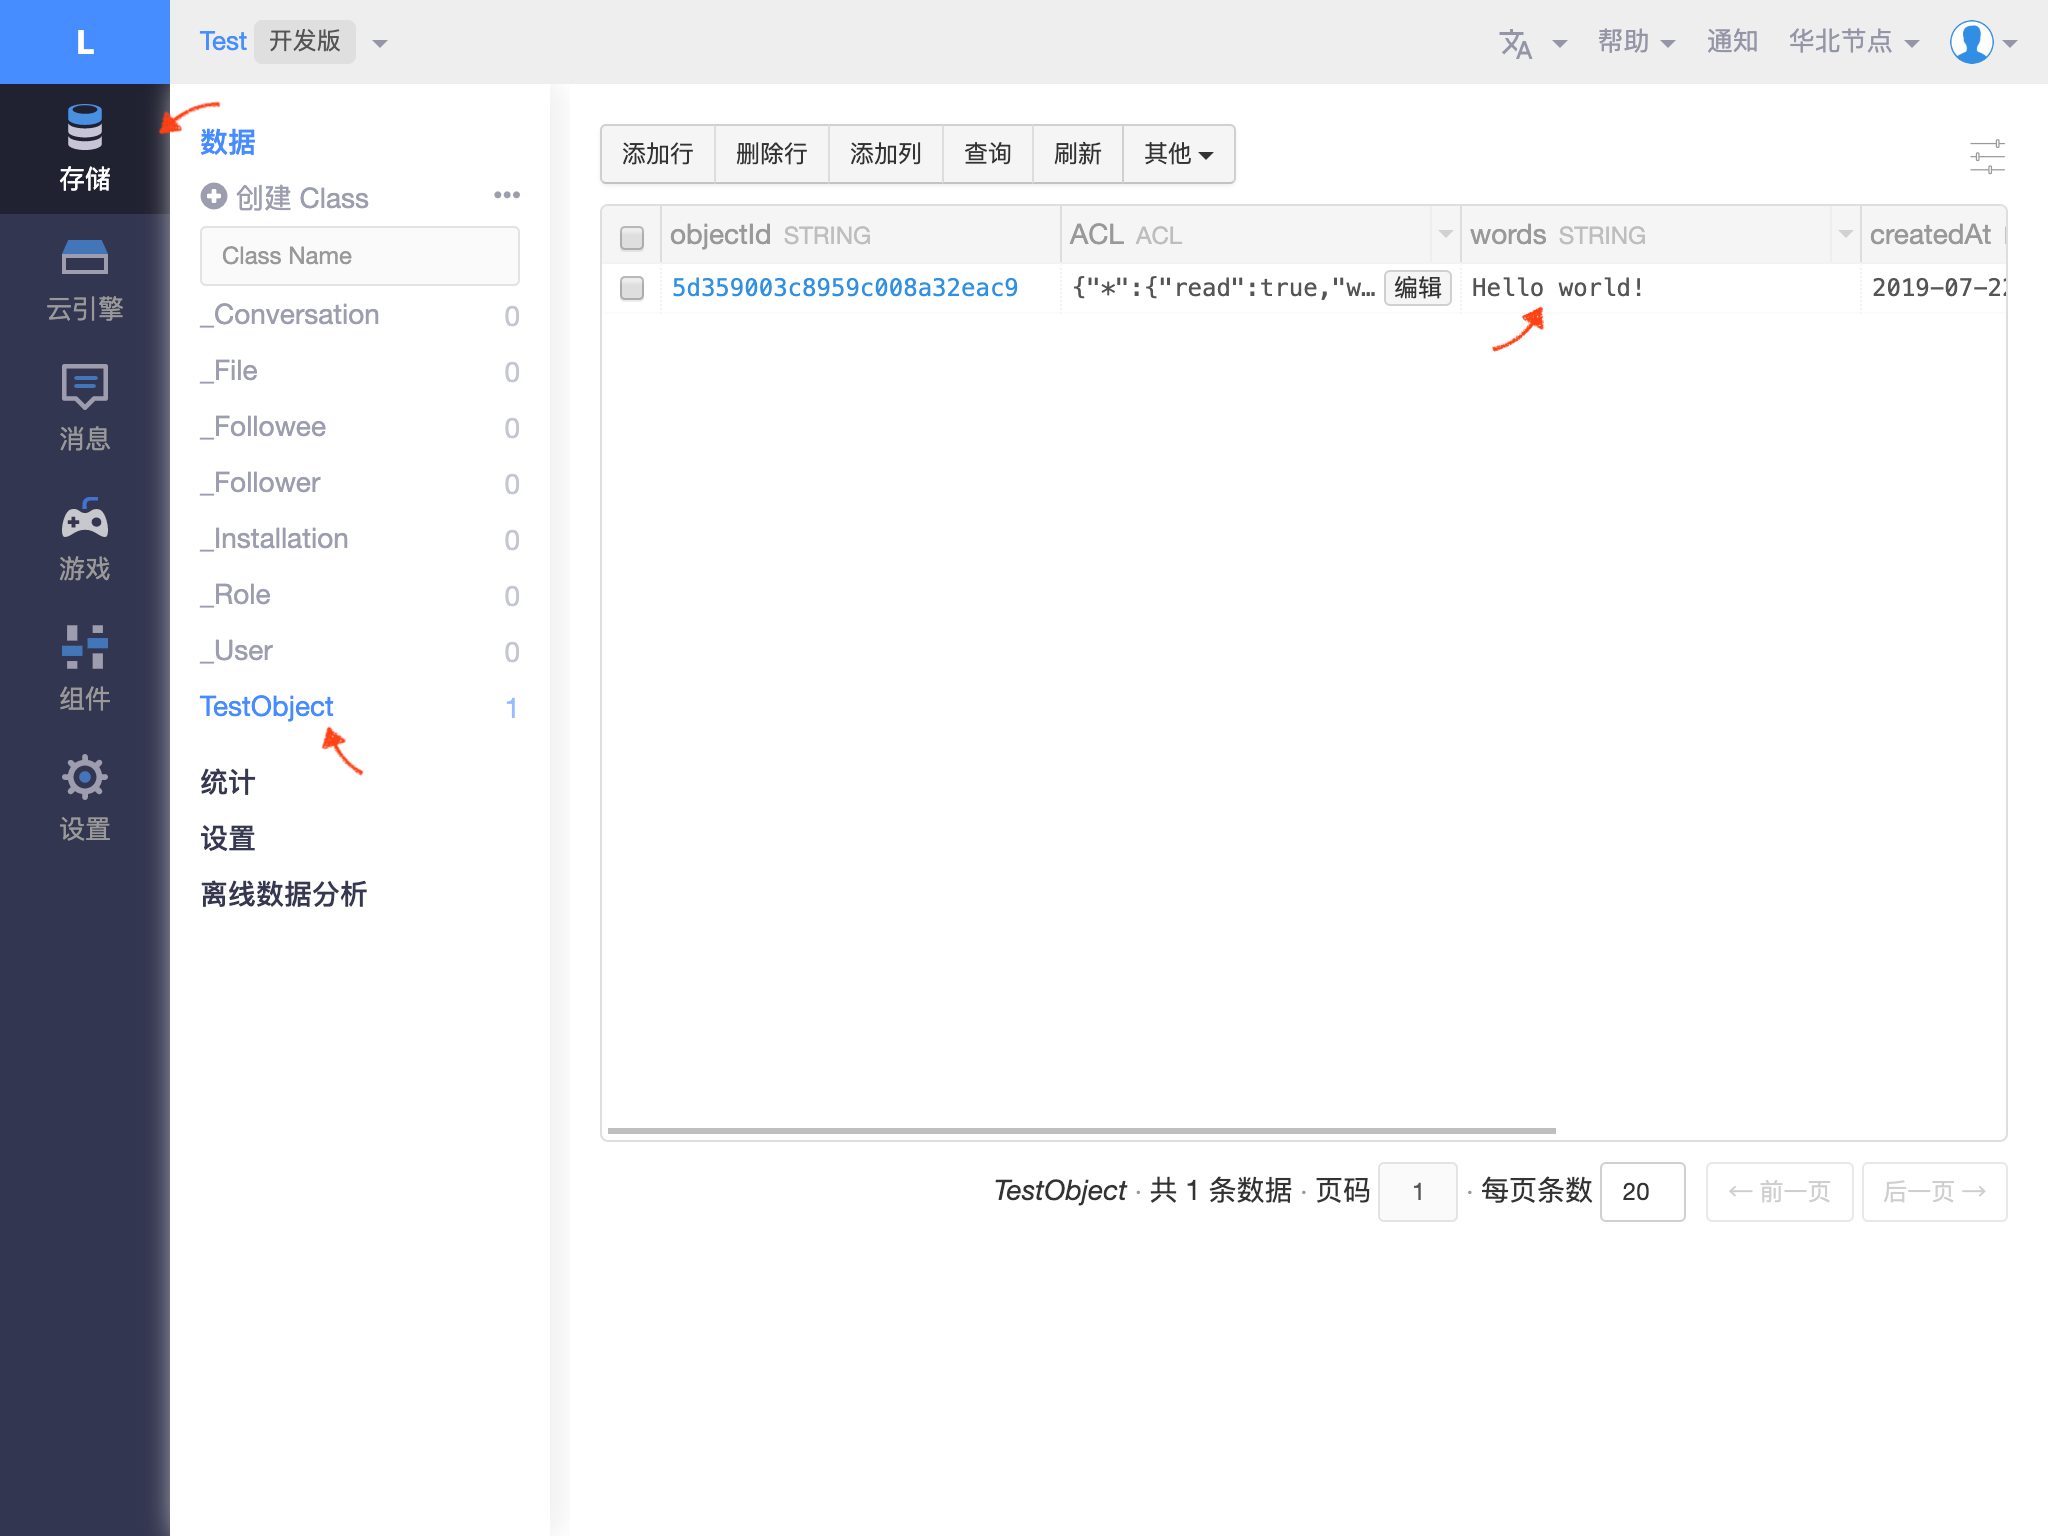 L
Test 开发版
帮助
通知
华北节点
存储
云引擎
消息
游戏
组件
设置
数据
创建 Class
Class Name
_Conversation 0
_File 0
_Followee 0
_Follower 0
_Installation 0
_Role 0
_User 0
TestObject 1
统计
设置
离线数据分析
添加行 删除行 添加列 查询 刷新 其他
objectId STRING ACL ACL words STRING createdAt
5d359003c8959c008a32eac9 {"*":{"read":true,"w… 编辑 Hello world! 2019-07-22
TestObject · 共 1 条数据 · 页码 1 · 每页条数 20 ←前一页 后一页→